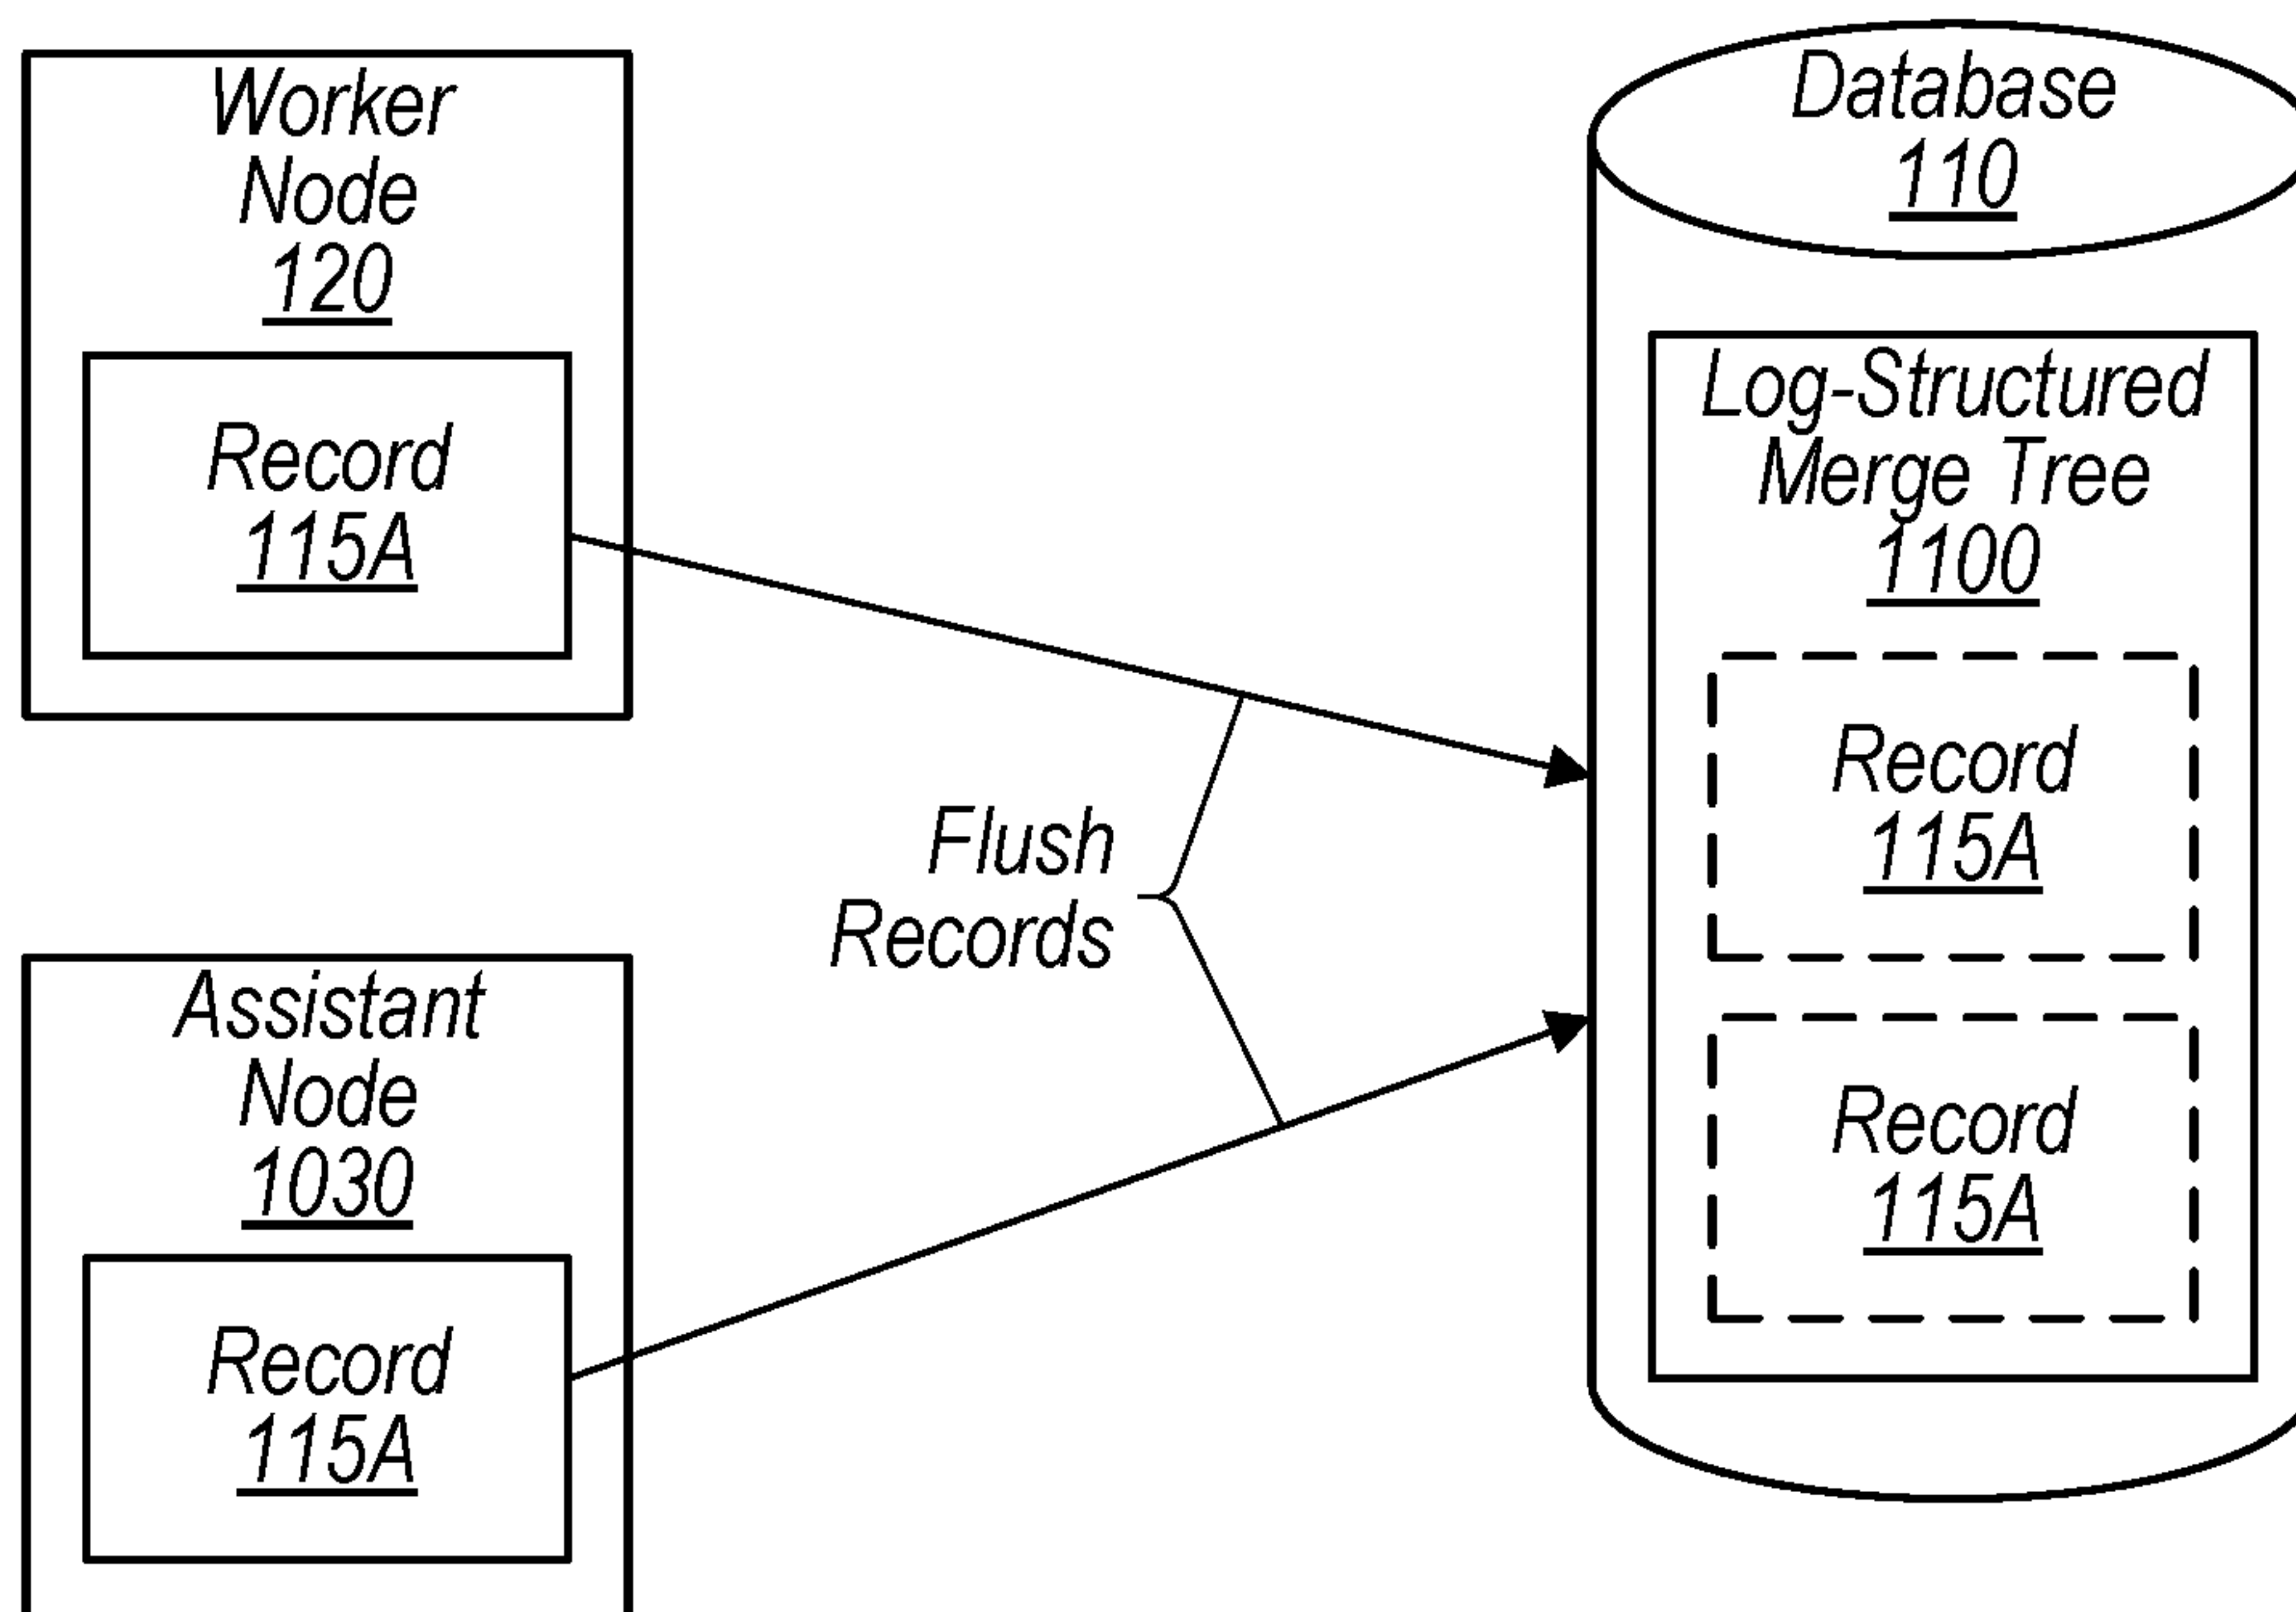 Worker
Node
120
Record
115A
Assistant
Node
1030
Record
115A
Flush
Records
Database
110
Log-Structured
Merge Tree
1100
Record
115A
Record
115A